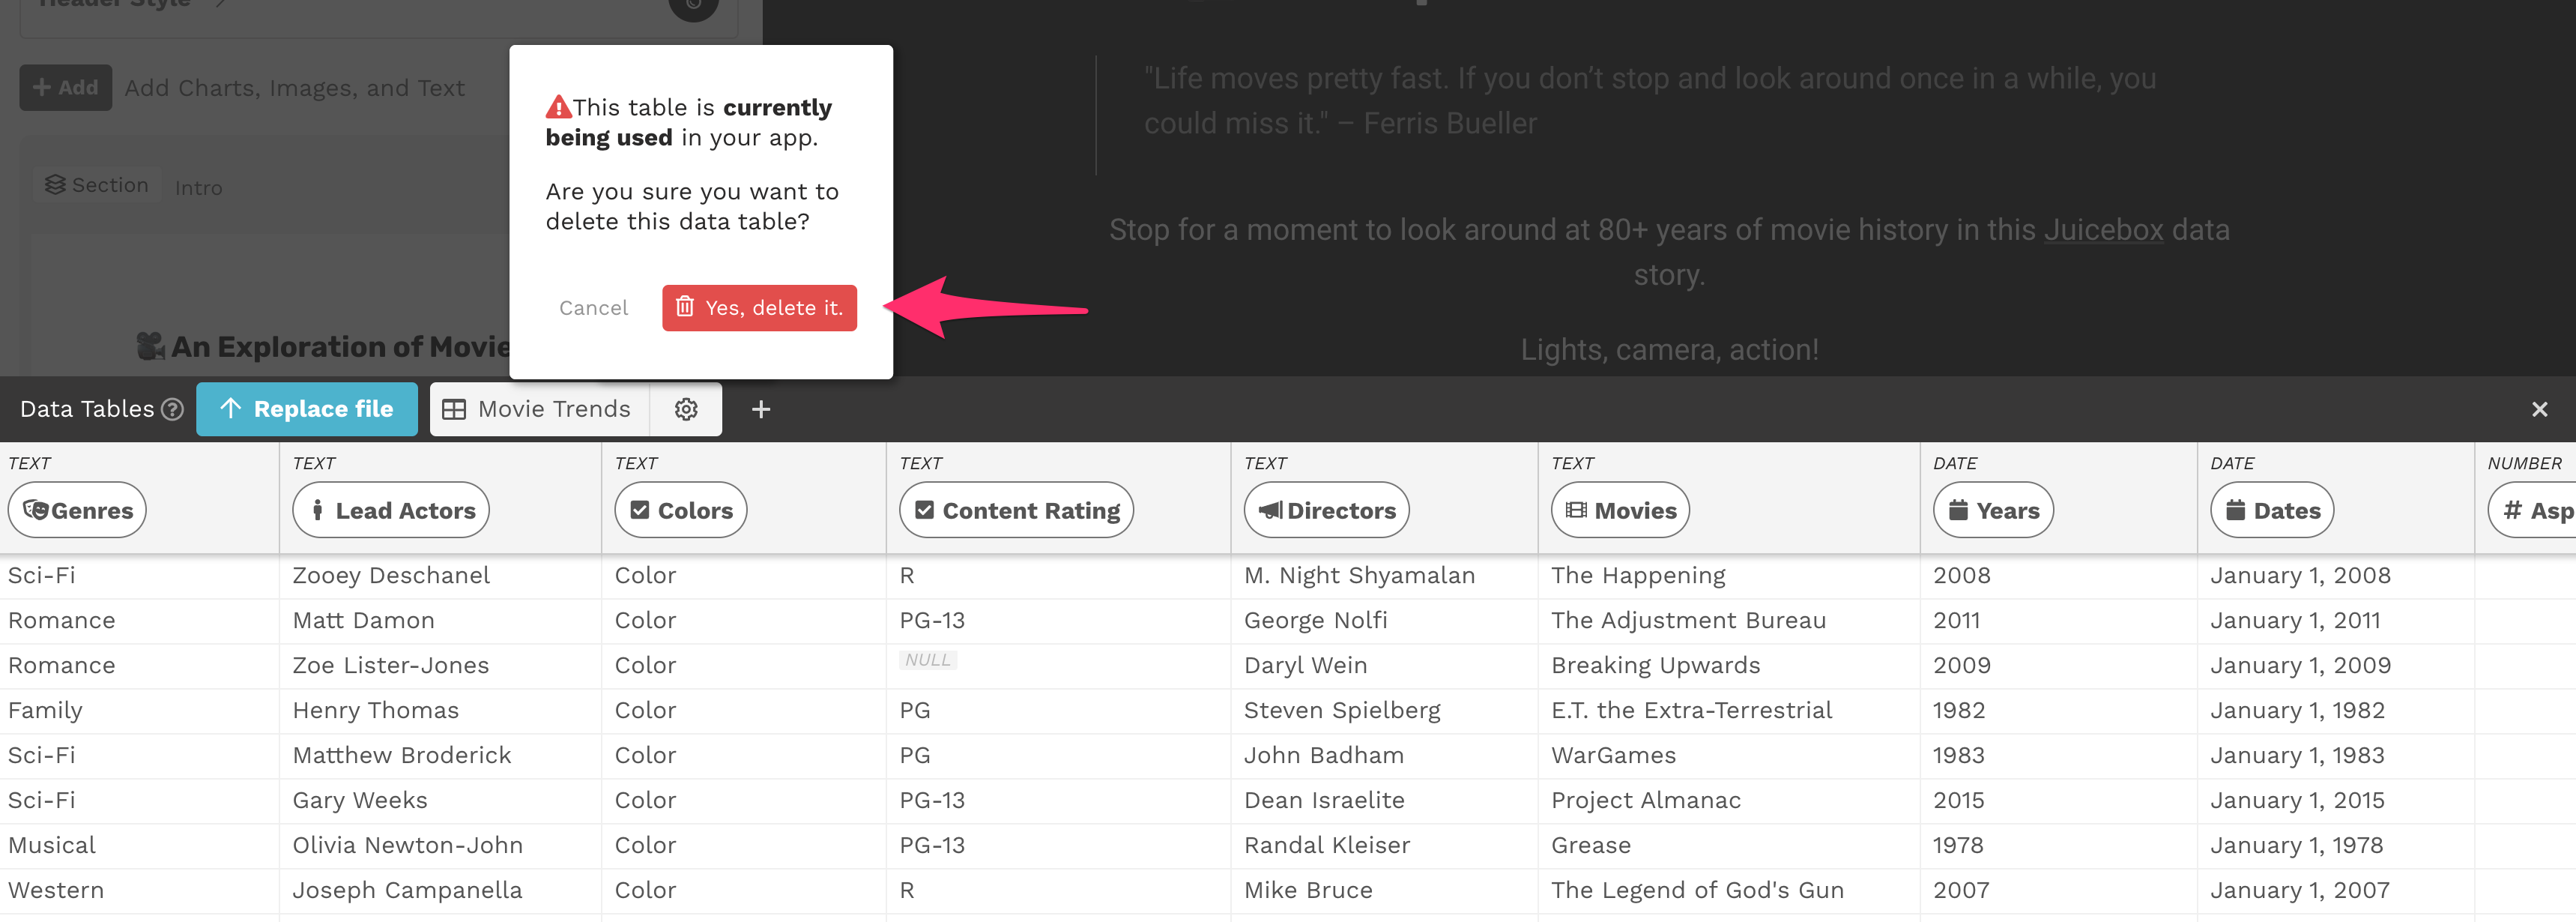 Header Style
Add
Add Charts, Images, and Text
Section
Intro
An Exploration of Movie
This table is currently
being used in your app.
Are you sure you want to
delete this data table?
Cancel
Yes, delete it.
"Life moves pretty fast. If you don’t stop and look around once in a while, you
could miss it." – Ferris Bueller
Stop for a moment to look around at 80+ years of movie history in this Juicebox data
story.
Lights, camera, action!
Data Tables ? Replace file Movie Trends + ×
TEXT TEXT TEXT TEXT TEXT TEXT DATE DATE NUMBER
Genres Lead Actors Colors Content Rating Directors Movies Years Dates # Asp
Sci-Fi Zooey Deschanel Color R M. Night Shyamalan The Happening 2008 January 1, 2008
Romance Matt Damon Color PG-13 George Nolfi The Adjustment Bureau 2011 January 1, 2011
Romance Zoe Lister-Jones Color NULL Daryl Wein Breaking Upwards 2009 January 1, 2009
Family Henry Thomas Color PG Steven Spielberg E.T. the Extra-Terrestrial 1982 January 1, 1982
Sci-Fi Matthew Broderick Color PG John Badham WarGames 1983 January 1, 1983
Sci-Fi Gary Weeks Color PG-13 Dean Israelite Project Almanac 2015 January 1, 2015
Musical Olivia Newton-John Color PG-13 Randal Kleiser Grease 1978 January 1, 1978
Western Joseph Campanella Color R Mike Bruce The Legend of God's Gun 2007 January 1, 2007